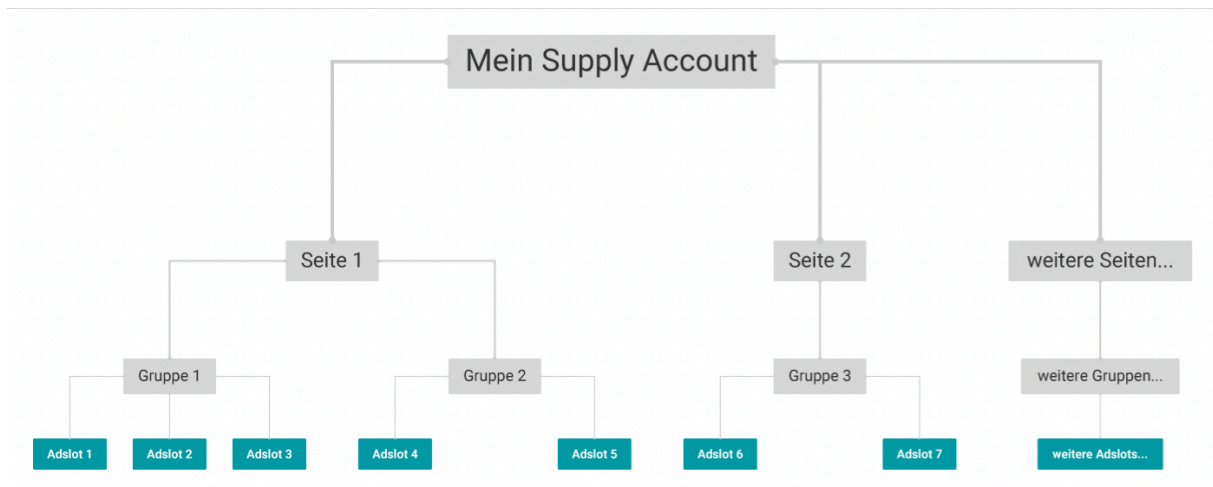 Mein Supply Account
Seite 1
Seite 2
weitere Seiten...
Gruppe 1
Gruppe 2
Gruppe 3
weitere Gruppen...
Adslot 1
Adslot 2
Adslot 3
Adslot 4
Adslot 5
Adslot 6
Adslot 7
weitere Adslots...